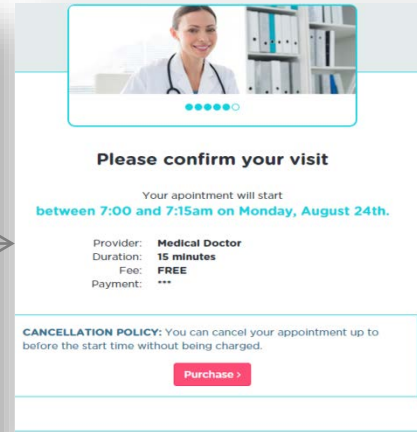 Please confirm your visit
Your apointment will start
between 7:00 and 7:15am on Monday, August 24th.
Provider: Medical Doctor
Duration: 15 minutes
Fee: FREE
Payment: ***
CANCELLATION POLICY: You can cancel your appointment up to
before the start time without being charged.
Purchase >